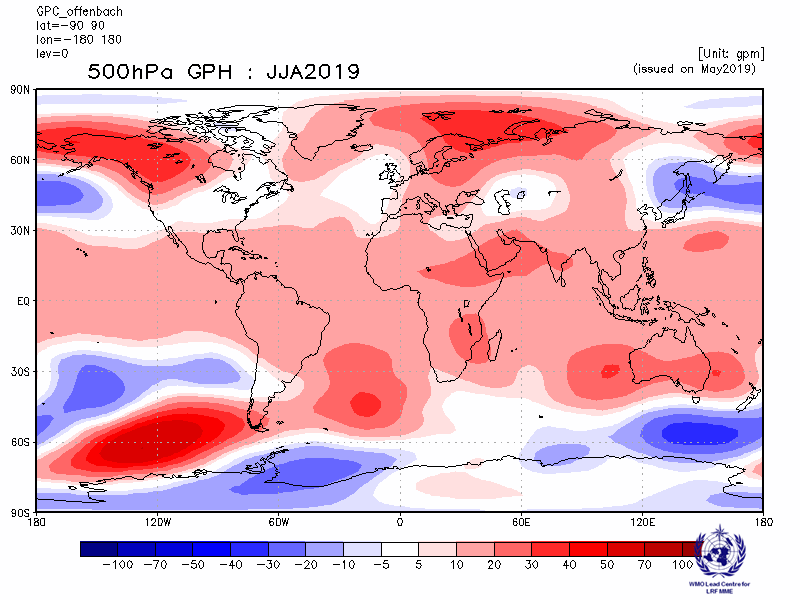 GPC_offenbach
lat=-90 90
lon=-180 180
lev=0
[Unit: gpm]
500hPa GPH : JJA2019
(issued on May2019)
90N
60N
30N
EQ
30S
60S
90S
180 120W 60W 0 60E 120E 180
-100 -70 -50 -40 -30 -20 -10 -5 5 10 20 30 40 50 70 100
WMO Lead Centre for
LRF MME